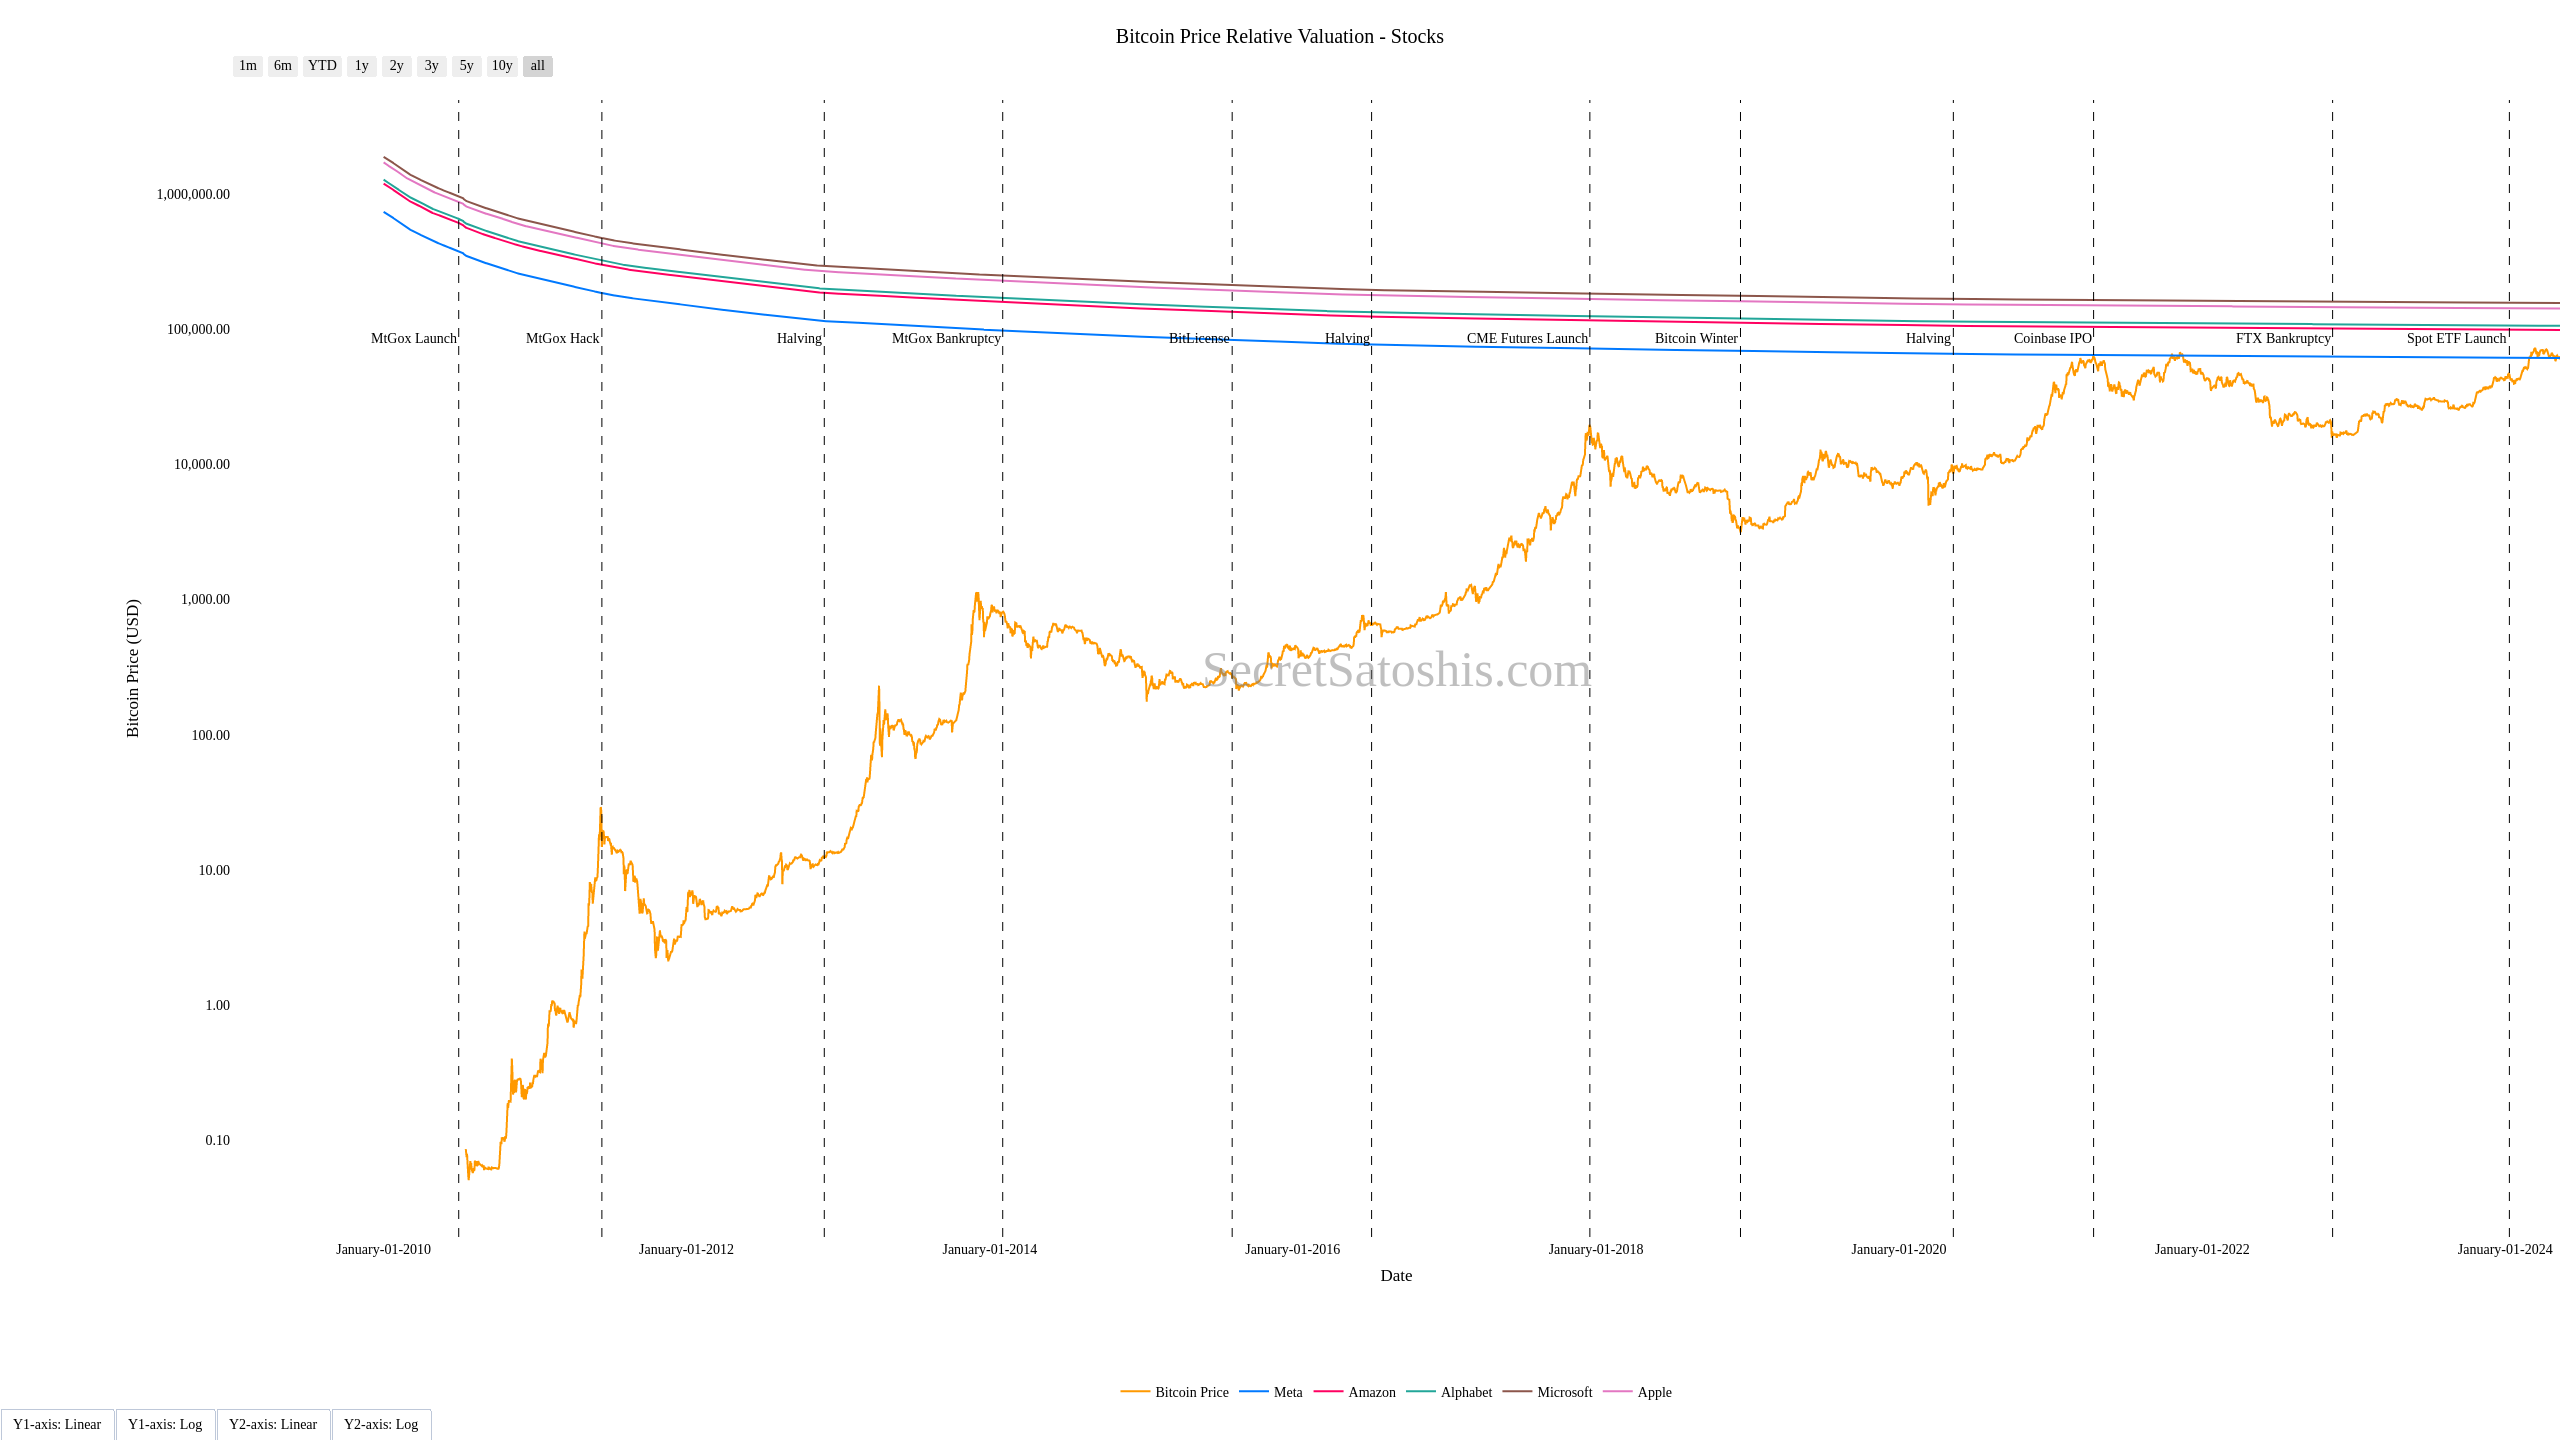 Bitcoin Price Relative Valuation - Stocks
1m 6m YTD 1y 2y 3y 5y 10y all
1,000,000.00
100,000.00
MtGox Launch MtGox Hack Halving MtGox Bankruptcy BitLicense Halving CME Futures Launch Bitcoin Winter Halving Coinbase IPO FTX Bankruptcy Spot ETF Launch
10,000.00
1,000.00
Bitcoin Price (USD)
SecretSatoshis.com
100.00
10.00
1.00
0.10
January-01-2010 January-01-2012 January-01-2014 January-01-2016 January-01-2018 January-01-2020 January-01-2022 January-01-2024
Date
Bitcoin Price Meta Amazon Alphabet Microsoft Apple
Y1-axis: Linear Y1-axis: Log Y2-axis: Linear Y2-axis: Log